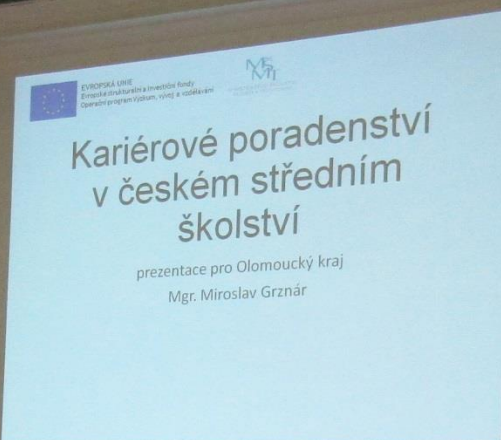 EVROPSKÁ UNIE
Evropské strukturální a investiční fondy
Operační program Výzkum, vývoj a vzdělávání
MŠMT
Kariérové poradenství
v českém středním
školství
prezentace pro Olomoucký kraj
Mgr. Miroslav Grznár